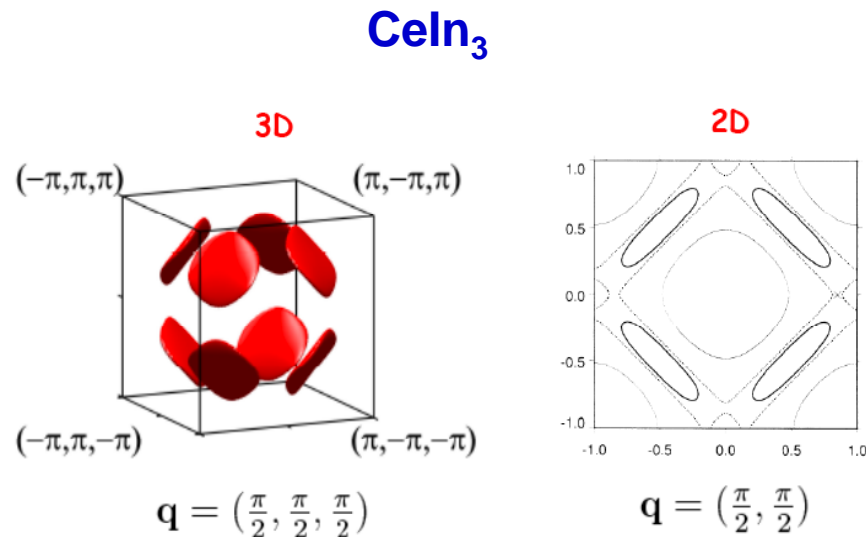 CeIn₃
3D
(−π,π,π)
(π,−π,π)
(−π,π,−π)
(π,−π,−π)
q = (π/2, π/2, π/2)
2D
1.0
0.5
0.0
-0.5
-1.0
-1.0 -0.5 0.0 0.5 1.0
q = (π/2, π/2)